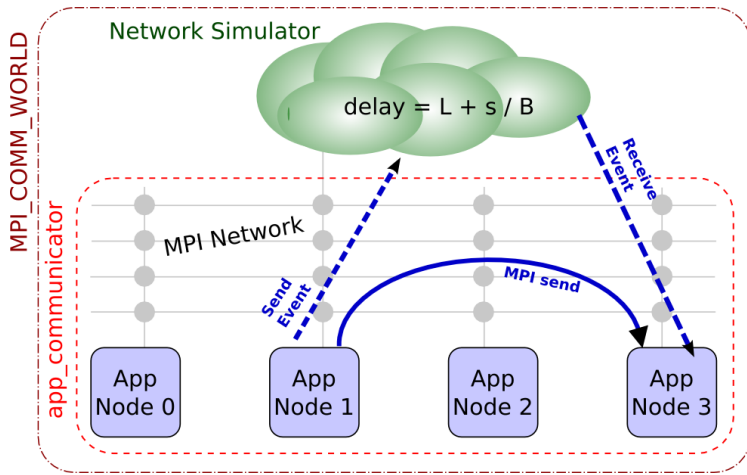 Network Simulator
MPI_COMM_WORLD
delay = L + s / B
Receive
Event
app_communicator
MPI Network
Send
Event
MPI send
App
Node 0
App
Node 1
App
Node 2
App
Node 3